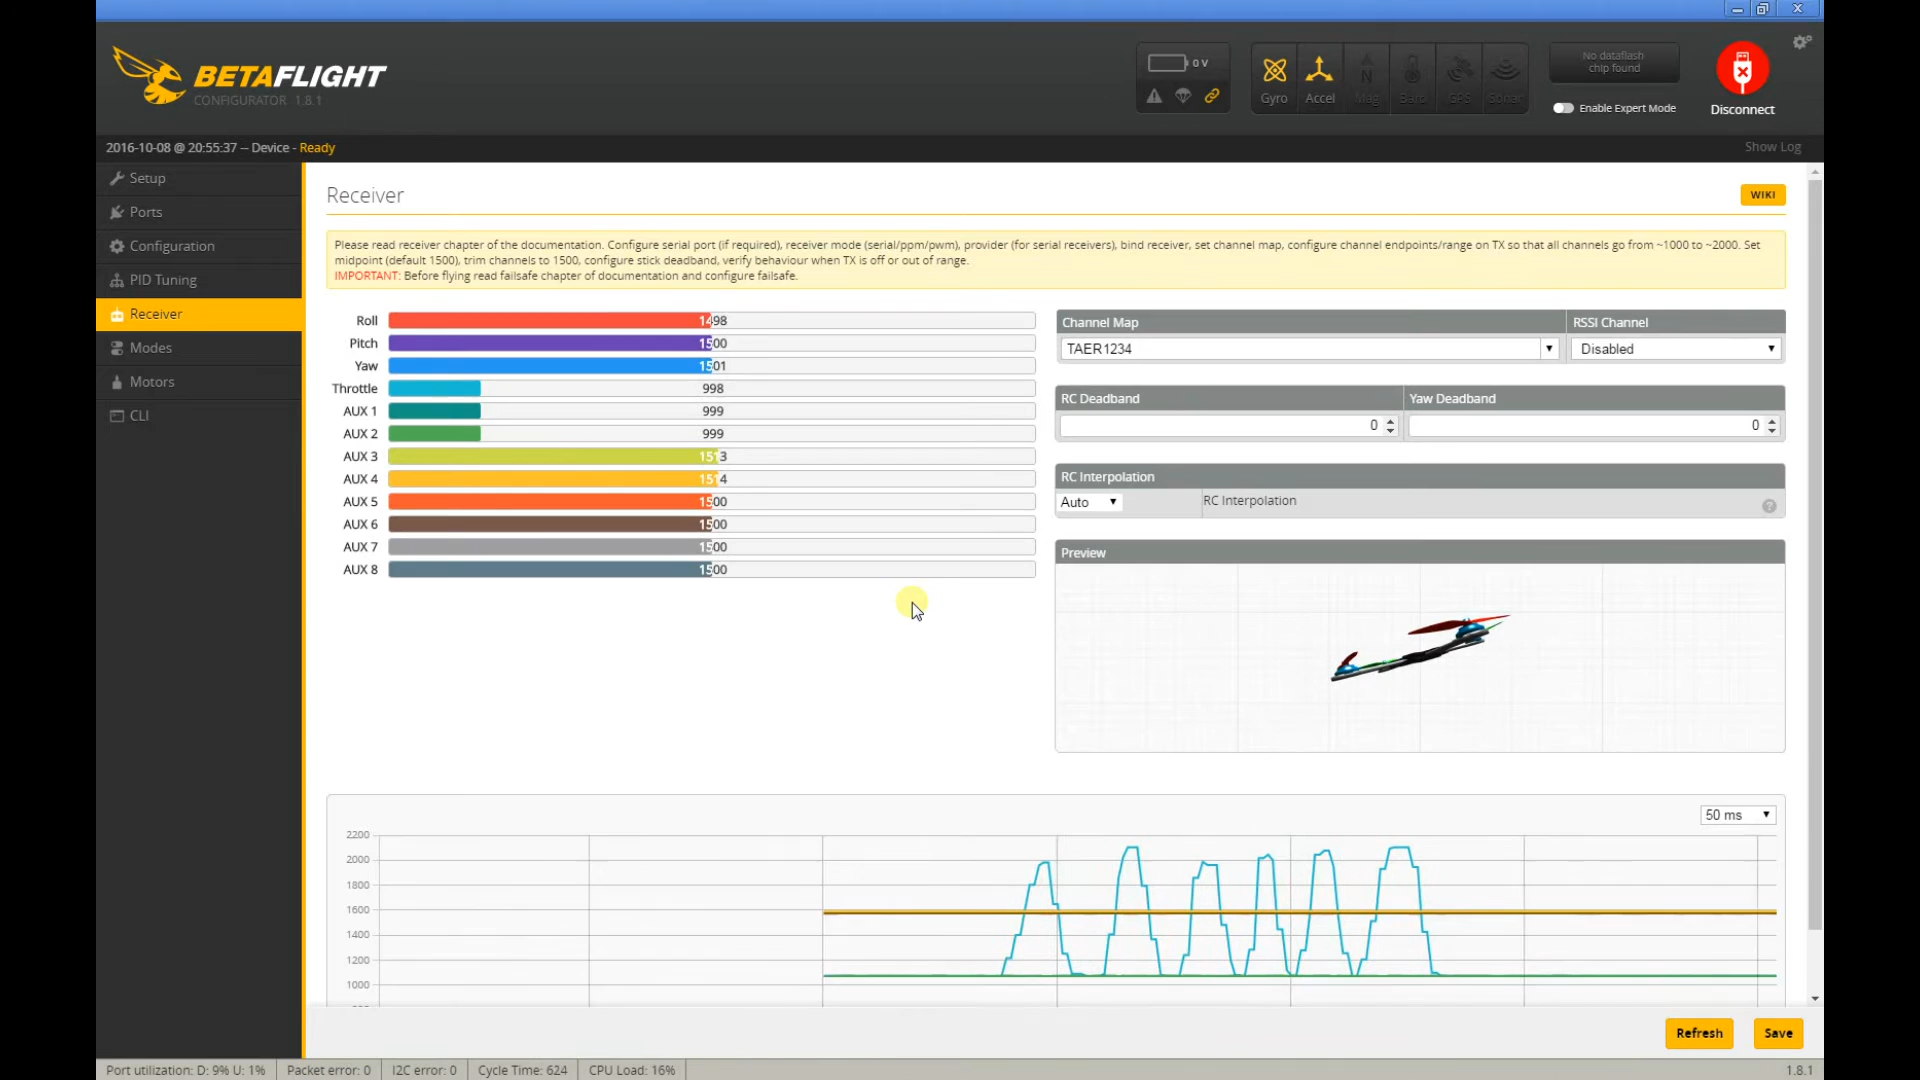 BETAFLIGHT
CONFIGURATOR 1.8.1
0 V
Gyro
Accel
Mag
Baro
GPS
Sonar
No dataflash
chip found
Enable Expert Mode
Disconnect
2016-10-08 @ 20:55:37 -- Device - Ready
Show Log
Setup
Ports
Configuration
PID Tuning
Receiver
Modes
Motors
CLI
Receiver
WIKI
Please read receiver chapter of the documentation. Configure serial port (if required), receiver mode (serial/ppm/pwm), provider (for serial receivers), bind receiver, set channel map, configure channel endpoints/range on TX so that all channels go from ~1000 to ~2000. Set
midpoint (default 1500), trim channels to 1500, configure stick deadband, verify behaviour when TX is off or out of range.
IMPORTANT: Before flying read failsafe chapter of documentation and configure failsafe.
Roll 1498
Pitch 1500
Yaw 1501
Throttle 998
AUX 1 999
AUX 2 999
AUX 3 1513
AUX 4 1514
AUX 5 1500
AUX 6 1500
AUX 7 1500
AUX 8 1500
Channel Map
RSSI Channel
TAER1234
Disabled
RC Deadband
Yaw Deadband
0
0
RC Interpolation
Auto
RC Interpolation
?
Preview
50 ms
2200
2000
1800
1600
1400
1200
1000
Refresh
Save
Port utilization: D: 9% U: 1%
Packet error: 0
I2C error: 0
Cycle Time: 624
CPU Load: 16%
1.8.1